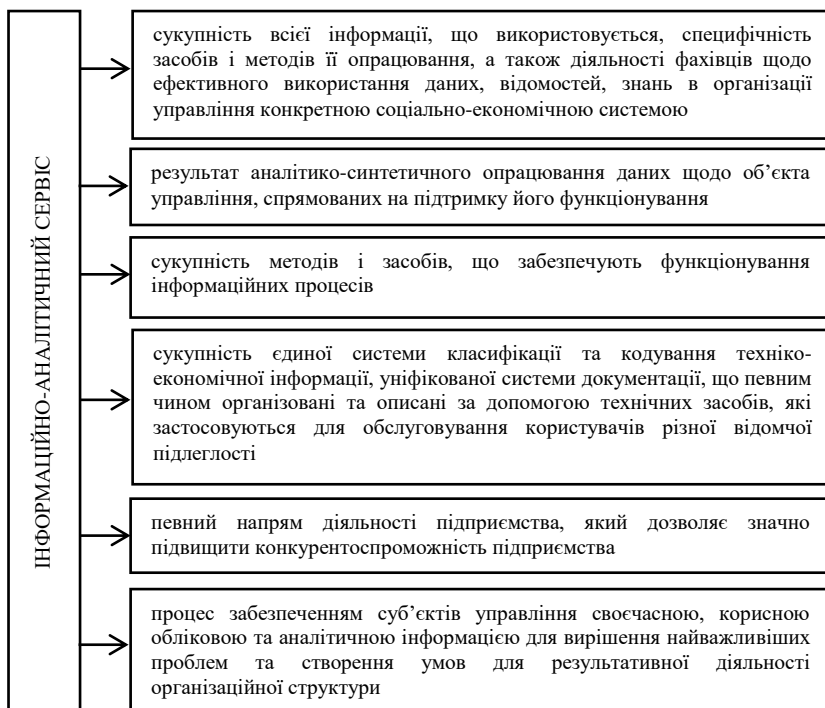 ІНФОРМАЦІЙНО-АНАЛІТИЧНИЙ СЕРВІС
сукупність всієї інформації, що використовується, специфічність
засобів і методів її опрацювання, а також діяльності фахівців щодо
ефективного використання даних, відомостей, знань в організації
управління конкретною соціально-економічною системою
результат аналітико-синтетичного опрацювання даних щодо об’єкта
управління, спрямованих на підтримку його функціонування
сукупність методів і засобів, що забезпечують функціонування
інформаційних процесів
сукупність єдиної системи класифікації та кодування техніко-
економічної інформації, уніфікованої системи документації, що певним
чином організовані та описані за допомогою технічних засобів, які
застосовуються для обслуговування користувачів різної відомчої
підлеглості
певний напрям діяльності підприємства, який дозволяє значно
підвищити конкурентоспроможність підприємства
процес забезпеченням суб’єктів управління своєчасною, корисною
обліковою та аналітичною інформацією для вирішення найважливіших
проблем та створення умов для результативної діяльності
організаційної структури